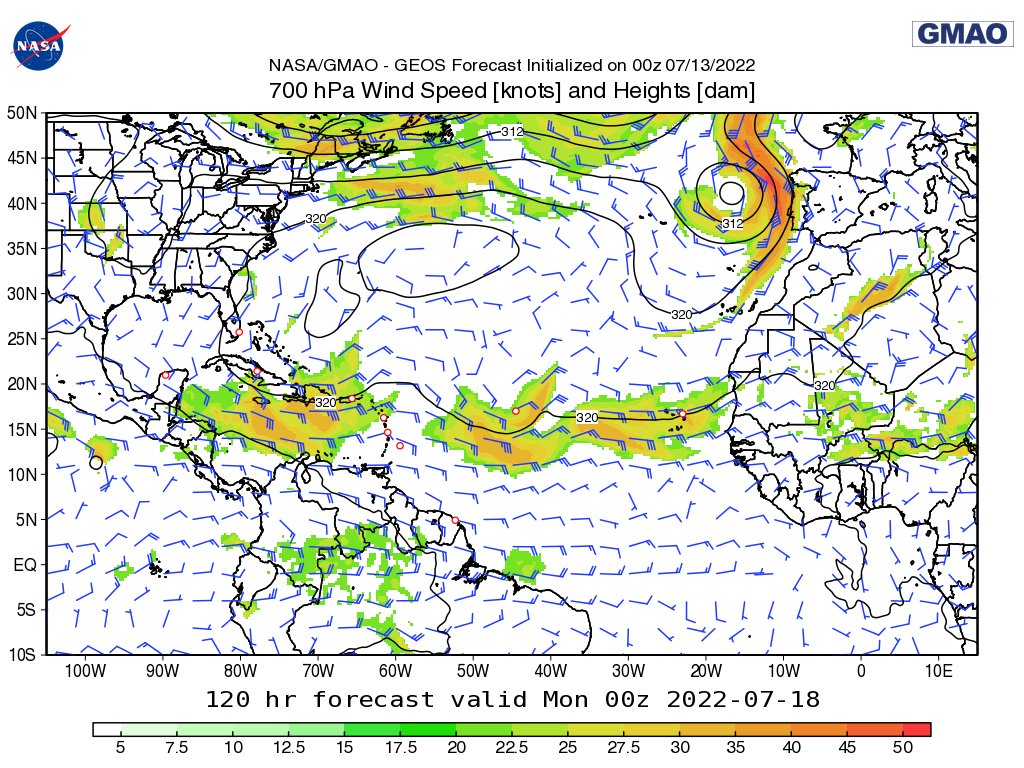 NASA
GMAO
NASA/GMAO - GEOS Forecast Initialized on 00z 07/13/2022
700 hPa Wind Speed [knots] and Heights [dam]
50N
45N
40N
35N
30N
25N
20N
15N
10N
5N
EQ
5S
10S
312
320
312
320
320
320
320
100W 90W 80W 70W 60W 50W 40W 30W 20W 10W 0 10E
120 hr forecast valid Mon 00z 2022-07-18
5 7.5 10 12.5 15 17.5 20 22.5 25 27.5 30 35 40 45 50